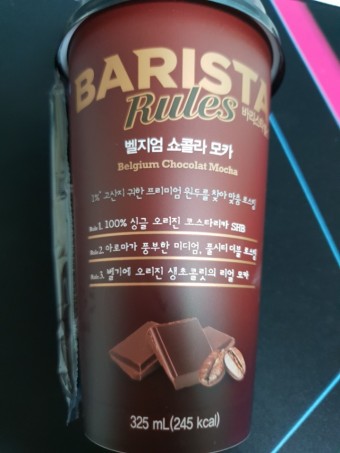 BARISTA
Rules
바리스타
벨지엄 쇼콜라 모카
Belgium Chocolat Mocha
1% 고산지 귀한 프리미엄 원두를 찾아 맞춤 로스팅
Rule 1. 100% 싱글 오리진 코스타리카 SHB
Rule 2. 아로마가 풍부한 미디엄, 풀시티 더블 로스팅
Rule 3. 벨기에 오리진 생초콜릿의 리얼 모카
325 mL(245 kcal)